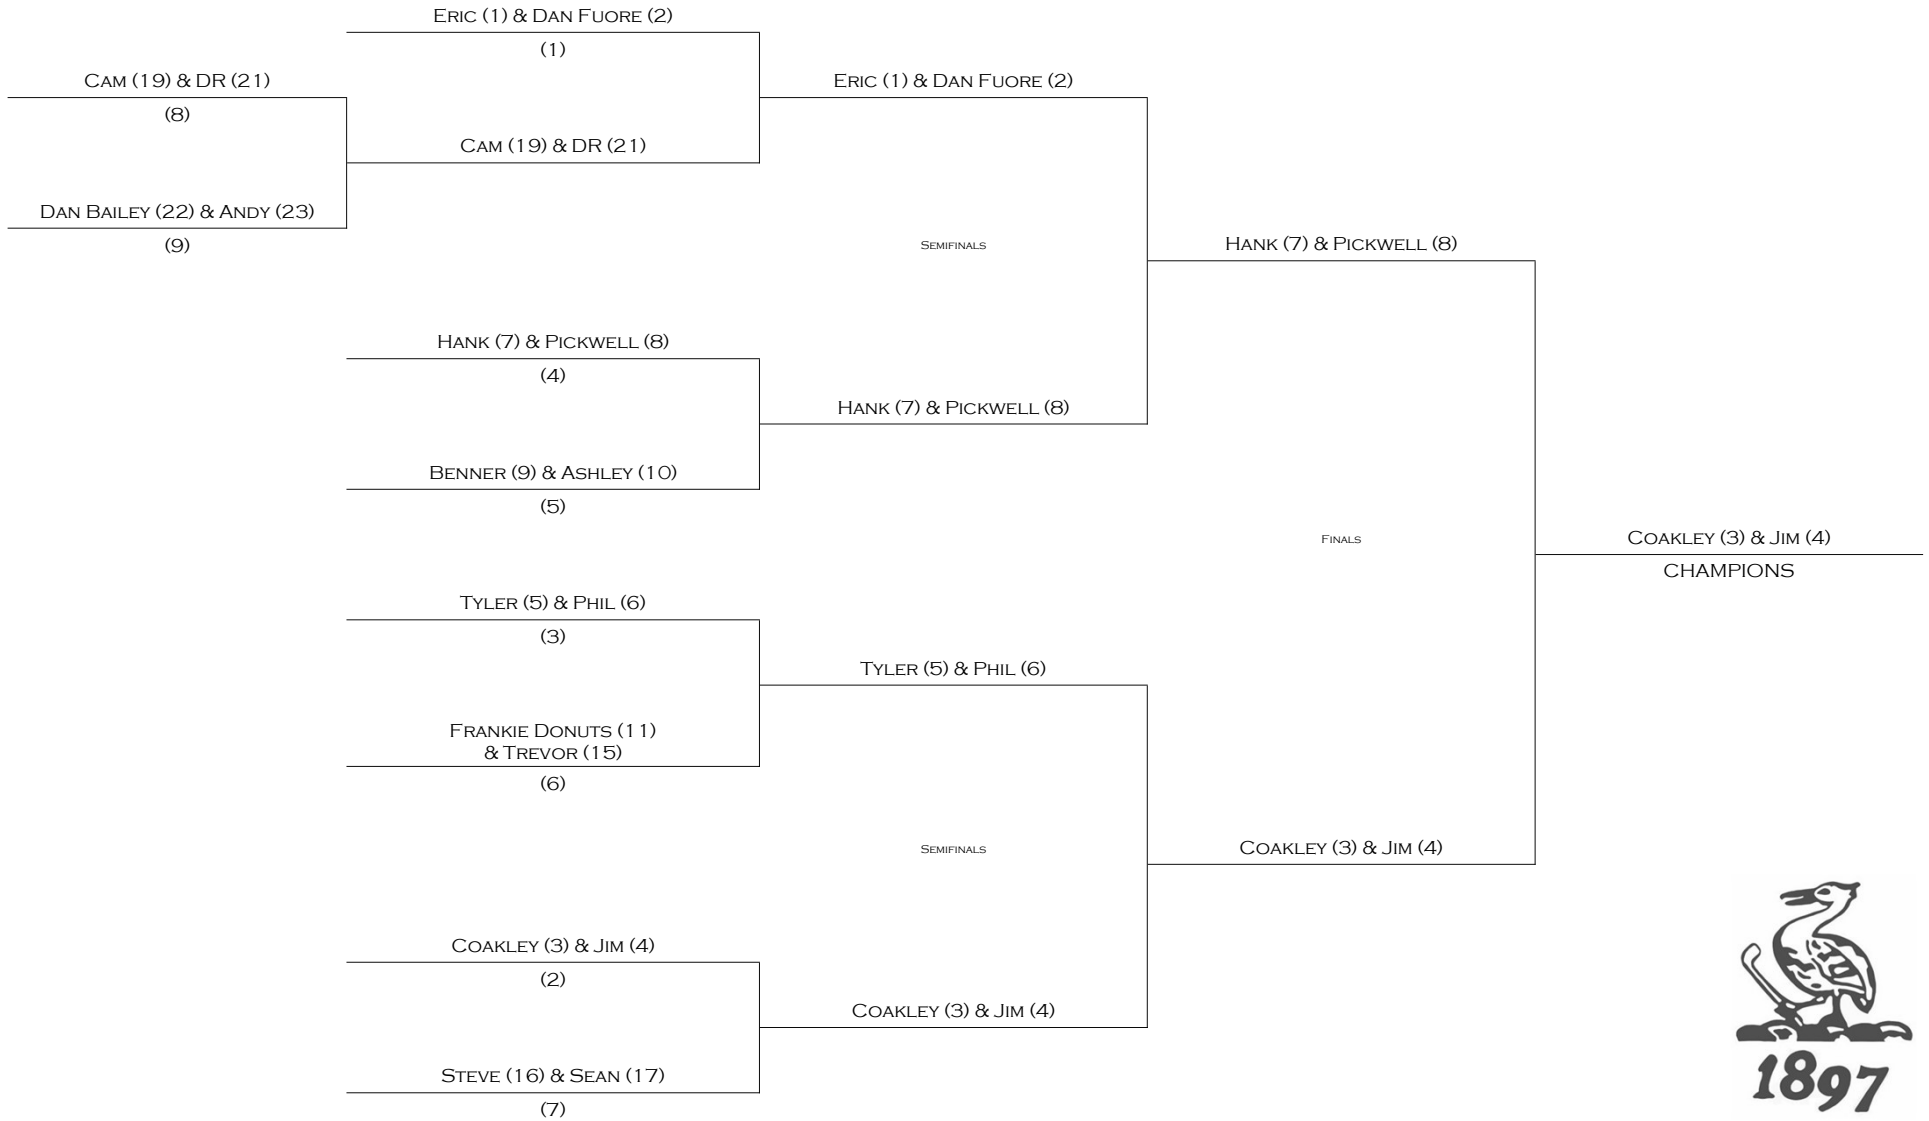 Eric (1) & Dan Fuore (2)
(1)
Cam (19) & DR (21)
(8)
Eric (1) & Dan Fuore (2)
Cam (19) & DR (21)
Dan Bailey (22) & Andy (23)
(9)
Semifinals
Hank (7) & Pickwell (8)
Hank (7) & Pickwell (8)
(4)
Hank (7) & Pickwell (8)
Benner (9) & Ashley (10)
(5)
Finals
Coakley (3) & Jim (4)
CHAMPIONS
Tyler (5) & Phil (6)
(3)
Tyler (5) & Phil (6)
Frankie Donuts (11)
& Trevor (15)
(6)
Semifinals
Coakley (3) & Jim (4)
Coakley (3) & Jim (4)
(2)
Coakley (3) & Jim (4)
Steve (16) & Sean (17)
(7)
1897